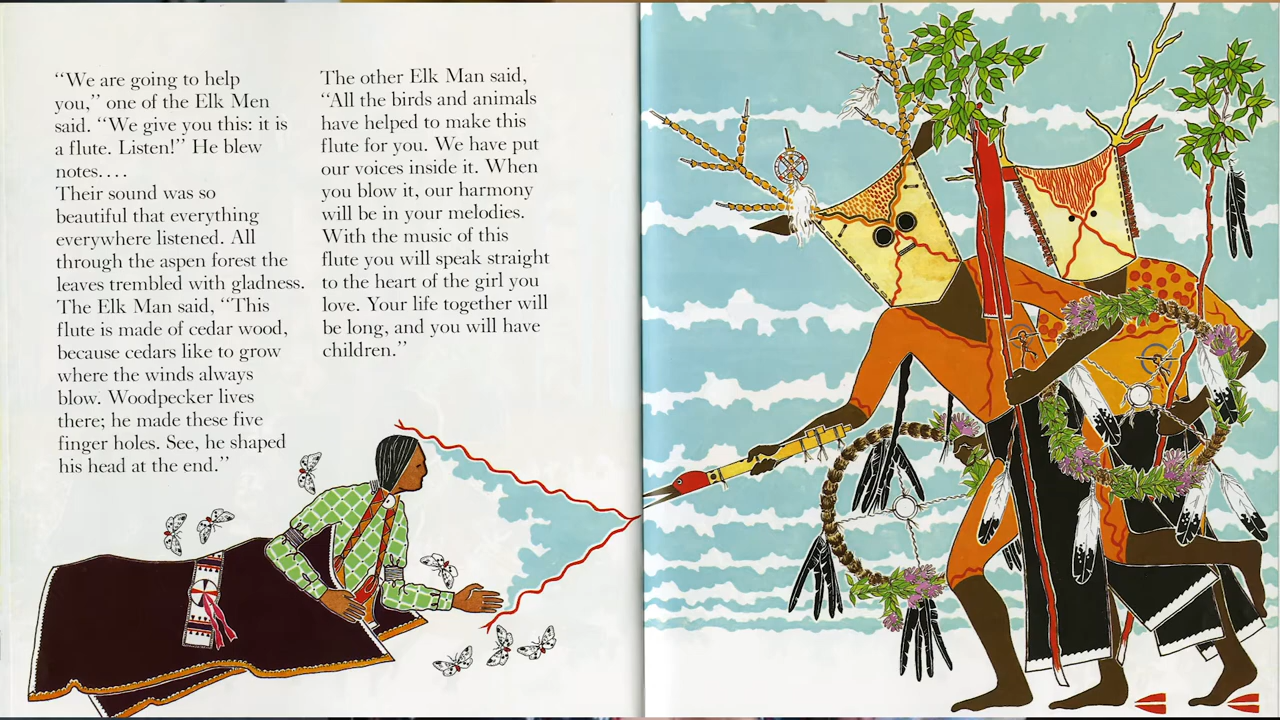 “We are going to help
you,” one of the Elk Men
said. “We give you this: it is
a flute. Listen!” He blew
notes....
Their sound was so
beautiful that everything
everywhere listened. All
through the aspen forest the
leaves trembled with gladness.
The Elk Man said, “This
flute is made of cedar wood,
because cedars like to grow
where the winds always
blow. Woodpecker lives
there; he made these five
finger holes. See, he shaped
his head at the end.”
The other Elk Man said,
“All the birds and animals
have helped to make this
flute for you. We have put
our voices inside it. When
you blow it, our harmony
will be in your melodies.
With the music of this
flute you will speak straight
to the heart of the girl you
love. Your life together will
be long, and you will have
children.”